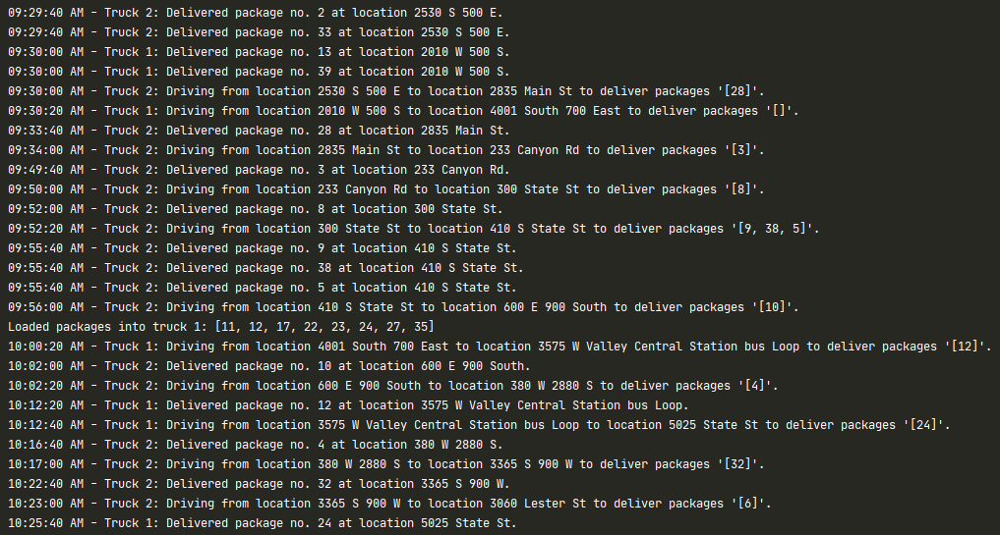 09:29:40 AM - Truck 2: Delivered package no. 2 at location 2530 S 500 E.
09:29:40 AM - Truck 2: Delivered package no. 33 at location 2530 S 500 E.
09:30:00 AM - Truck 1: Delivered package no. 13 at location 2010 W 500 S.
09:30:00 AM - Truck 1: Delivered package no. 39 at location 2010 W 500 S.
09:30:00 AM - Truck 2: Driving from location 2530 S 500 E to location 2835 Main St to deliver packages '[28]'.
09:30:20 AM - Truck 1: Driving from location 2010 W 500 S to location 4001 South 700 East to deliver packages '[]'.
09:33:40 AM - Truck 2: Delivered package no. 28 at location 2835 Main St.
09:34:00 AM - Truck 2: Driving from location 2835 Main St to location 233 Canyon Rd to deliver packages '[3]'.
09:49:40 AM - Truck 2: Delivered package no. 3 at location 233 Canyon Rd.
09:50:00 AM - Truck 2: Driving from location 233 Canyon Rd to location 300 State St to deliver packages '[8]'.
09:52:00 AM - Truck 2: Delivered package no. 8 at location 300 State St.
09:52:20 AM - Truck 2: Driving from location 300 State St to location 410 S State St to deliver packages '[9, 38, 5]'.
09:55:40 AM - Truck 2: Delivered package no. 9 at location 410 S State St.
09:55:40 AM - Truck 2: Delivered package no. 38 at location 410 S State St.
09:55:40 AM - Truck 2: Delivered package no. 5 at location 410 S State St.
09:56:00 AM - Truck 2: Driving from location 410 S State St to location 600 E 900 South to deliver packages '[10]'.
Loaded packages into truck 1: [11, 12, 17, 22, 23, 24, 27, 35]
10:00:20 AM - Truck 1: Driving from location 4001 South 700 East to location 3575 W Valley Central Station bus Loop to deliver packages '[12]'.
10:02:00 AM - Truck 2: Delivered package no. 10 at location 600 E 900 South.
10:02:20 AM - Truck 2: Driving from location 600 E 900 South to location 380 W 2880 S to deliver packages '[4]'.
10:12:20 AM - Truck 1: Delivered package no. 12 at location 3575 W Valley Central Station bus Loop.
10:12:40 AM - Truck 1: Driving from location 3575 W Valley Central Station bus Loop to location 5025 State St to deliver packages '[24]'.
10:16:40 AM - Truck 2: Delivered package no. 4 at location 380 W 2880 S.
10:17:00 AM - Truck 2: Driving from location 380 W 2880 S to location 3365 S 900 W to deliver packages '[32]'.
10:22:40 AM - Truck 2: Delivered package no. 32 at location 3365 S 900 W.
10:23:00 AM - Truck 2: Driving from location 3365 S 900 W to location 3060 Lester St to deliver packages '[6]'.
10:25:40 AM - Truck 1: Delivered package no. 24 at location 5025 State St.